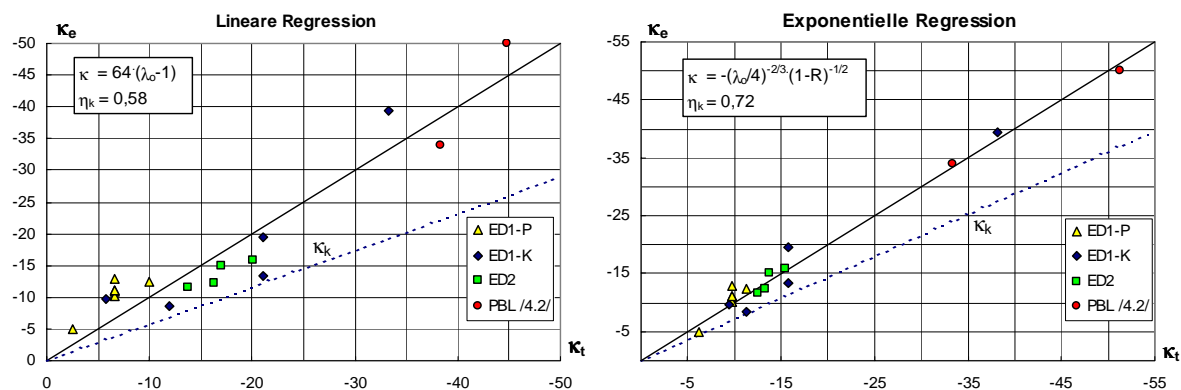 Lineare Regression
κe
-50
-45
-40
-35
-30
-25
-20
-15
-10
-5
0
κ = 64·(λo-1)
ηk = 0,58
κk
ED1-P
ED1-K
ED2
PBL /4.2/
κt
0 -10 -20 -30 -40 -50
Exponentielle Regression
κe
-55
-45
-35
-25
-15
-5
κ = -(λo/4)-2/3·(1-R)-1/2
ηk = 0,72
κk
ED1-P
ED1-K
ED2
PBL /4.2/
κt
-5 -15 -25 -35 -45 -55